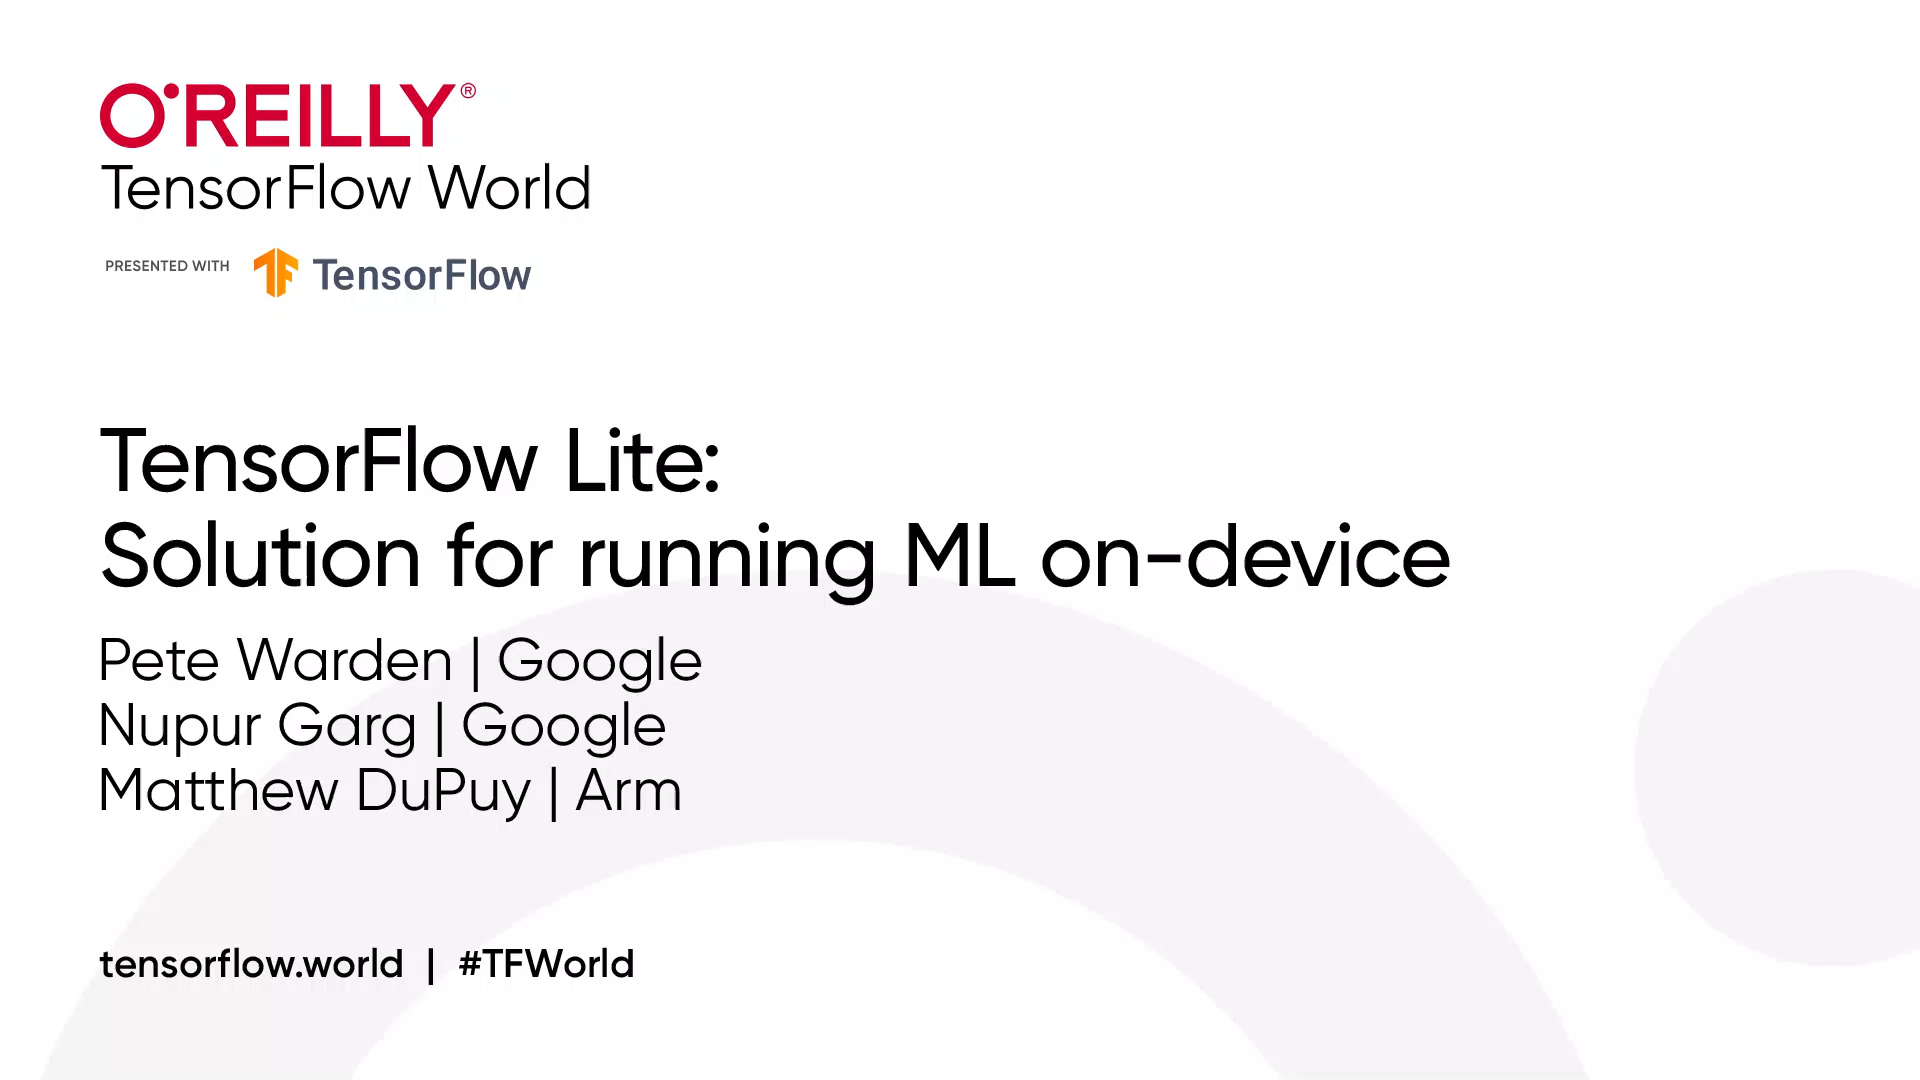 O'REILLY®
TensorFlow World
PRESENTED WITH TensorFlow
TensorFlow Lite:
Solution for running ML on-device
Pete Warden | Google
Nupur Garg | Google
Matthew DuPuy | Arm
tensorflow.world | #TFWorld